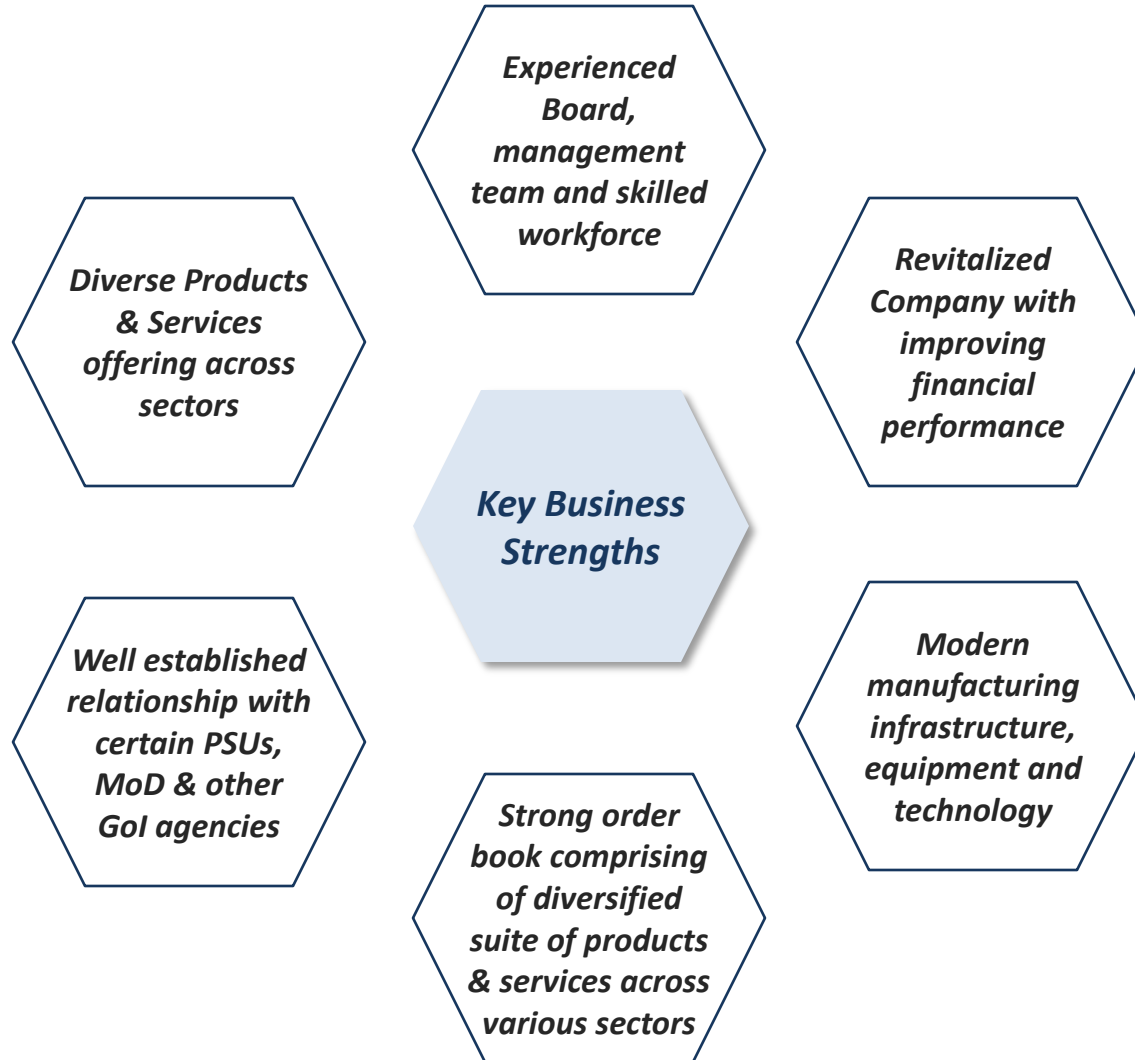 Experienced
Board,
management
team and skilled
workforce
Diverse Products
& Services
offering across
sectors
Revitalized
Company with
improving
financial
performance
Key Business
Strengths
Well established
relationship with
certain PSUs,
MoD & other
GoI agencies
Modern
manufacturing
infrastructure,
equipment and
technology
Strong order
book comprising
of diversified
suite of products
& services across
various sectors